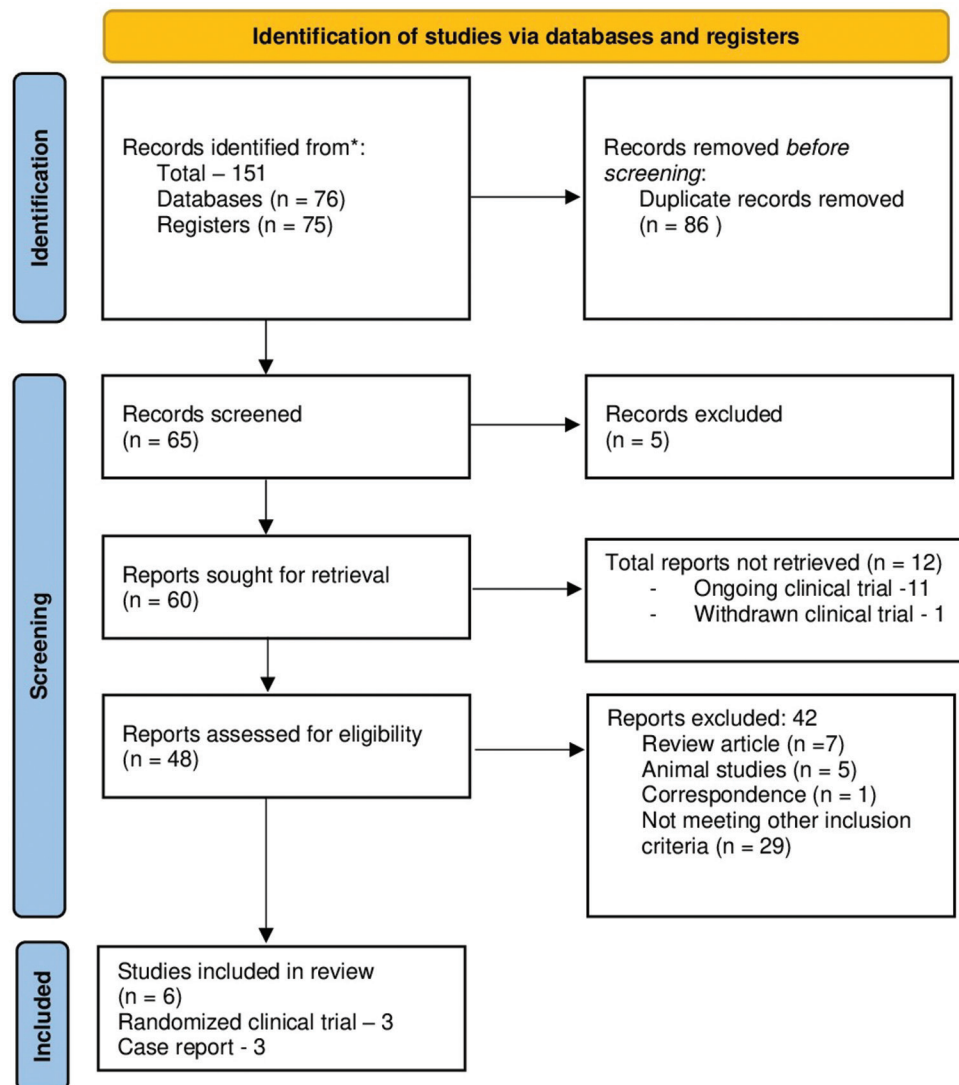 Identification of studies via databases and registers
Identification
Records identified from*:
Total – 151
Databases (n = 76)
Registers (n = 75)
Records removed before
screening:
Duplicate records removed
(n = 86 )
Screening
Records screened
(n = 65)
Records excluded
(n = 5)
Reports sought for retrieval
(n = 60)
Total reports not retrieved (n = 12)
- Ongoing clinical trial -11
- Withdrawn clinical trial - 1
Reports assessed for eligibility
(n = 48)
Reports excluded: 42
Review article (n =7)
Animal studies (n = 5)
Correspondence (n = 1)
Not meeting other inclusion
criteria (n = 29)
Included
Studies included in review
(n = 6)
Randomized clinical trial – 3
Case report - 3